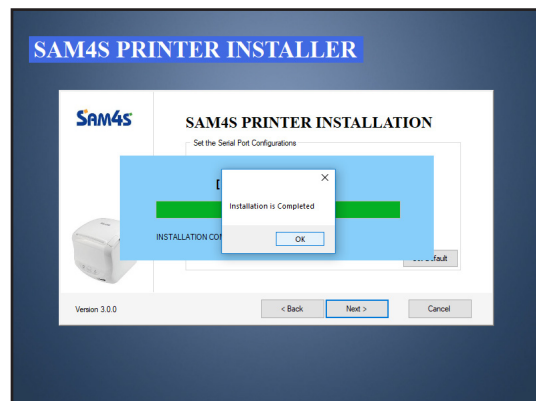 SAM4S PRINTER INSTALLER
SAM4S
SAM4S PRINTER INSTALLATION
Set the Serial Port Configurations
[
Installation is Completed
INSTALLATION CO
OK
Version 3.0.0
< Back
Next >
Cancel